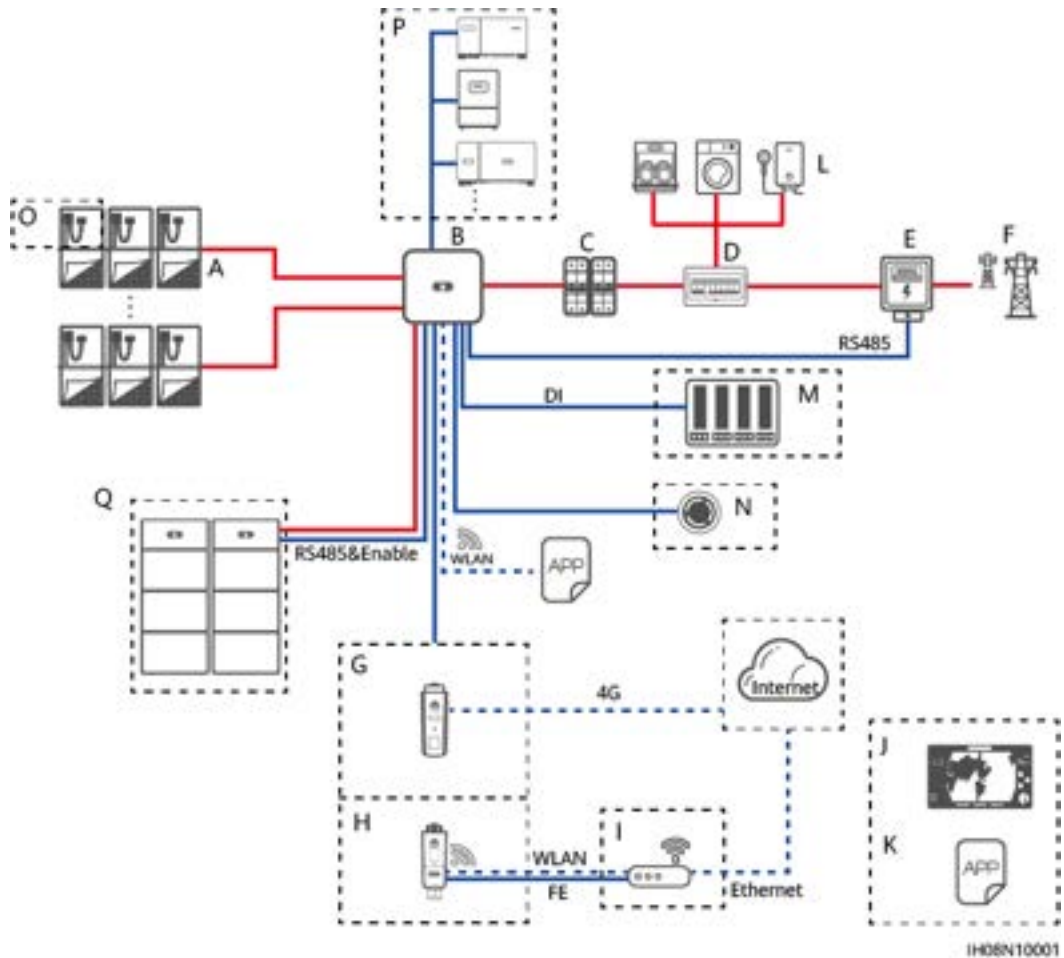 P
L
O
A
B
C
D
E
F
RS485
DI
M
N
Q
RS485&Enable
WLAN
APP
G
4G
Internet
J
H
WLAN
FE
I
Ethernet
K
APP
IH08N10001